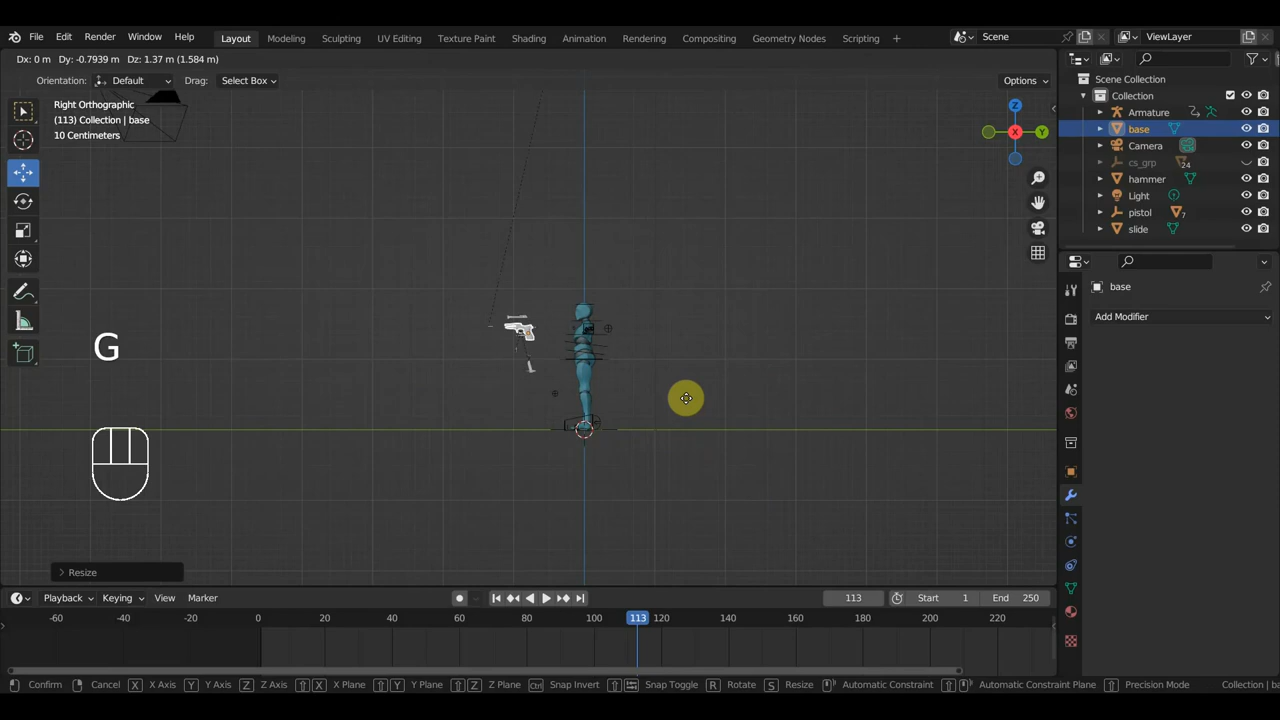 File Edit Render Window Help Layout Modeling Sculpting UV Editing Texture Paint Shading Animation Rendering Compositing Geometry Nodes Scripting + Scene ViewLayer
Dx: 0 m Dy: -0.7939 m Dz: 1.37 m (1.584 m)
Orientation: Default Drag: Select Box Options
Right Orthographic
(113) Collection | base
10 Centimeters
Z
X
Y
G
Resize
Scene Collection
Collection
Armature
base
Camera
cs_grp 24
hammer
Light
pistol 7
slide
base
Add Modifier
Playback Keying View Marker 113 Start 1 End 250
-60 -40 -20 0 20 40 60 80 100 113 120 140 160 180 200 220
Confirm Cancel X X Axis Y Y Axis Z Z Axis X X Plane Y Y Plane Z Z Plane Ctrl Snap Invert Snap Toggle R Rotate S Resize Automatic Constraint Automatic Constraint Plane Precision Mode Collection | ba